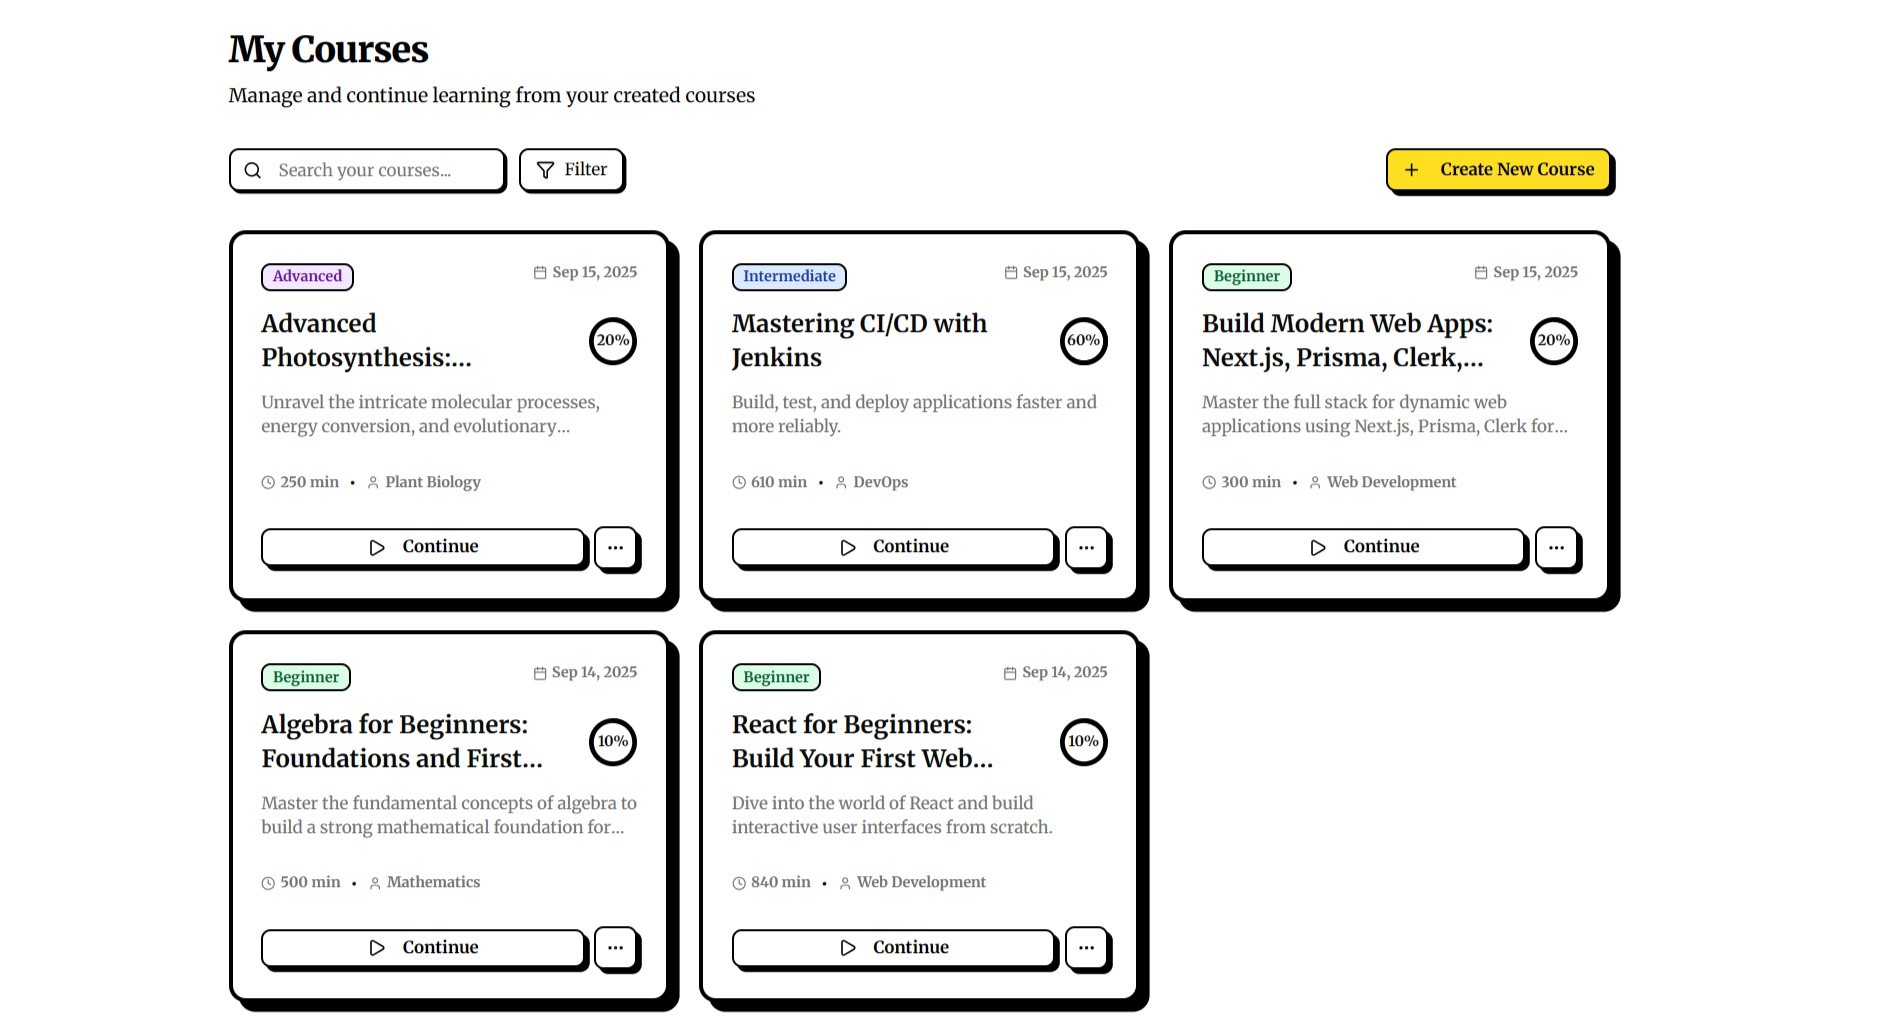 My Courses
Manage and continue learning from your created courses
Search your courses...
Filter
Create New Course
Advanced
Sep 15, 2025
Advanced
Photosynthesis:...
20%
Unravel the intricate molecular processes,
energy conversion, and evolutionary...
250 min • Plant Biology
Continue
...
Intermediate
Sep 15, 2025
Mastering CI/CD with
Jenkins
60%
Build, test, and deploy applications faster and
more reliably.
610 min • DevOps
Continue
...
Beginner
Sep 15, 2025
Build Modern Web Apps:
Next.js, Prisma, Clerk,...
20%
Master the full stack for dynamic web
applications using Next.js, Prisma, Clerk for...
300 min • Web Development
Continue
...
Beginner
Sep 14, 2025
Algebra for Beginners:
Foundations and First...
10%
Master the fundamental concepts of algebra to
build a strong mathematical foundation for...
500 min • Mathematics
Continue
...
Beginner
Sep 14, 2025
React for Beginners:
Build Your First Web...
10%
Dive into the world of React and build
interactive user interfaces from scratch.
840 min • Web Development
Continue
...